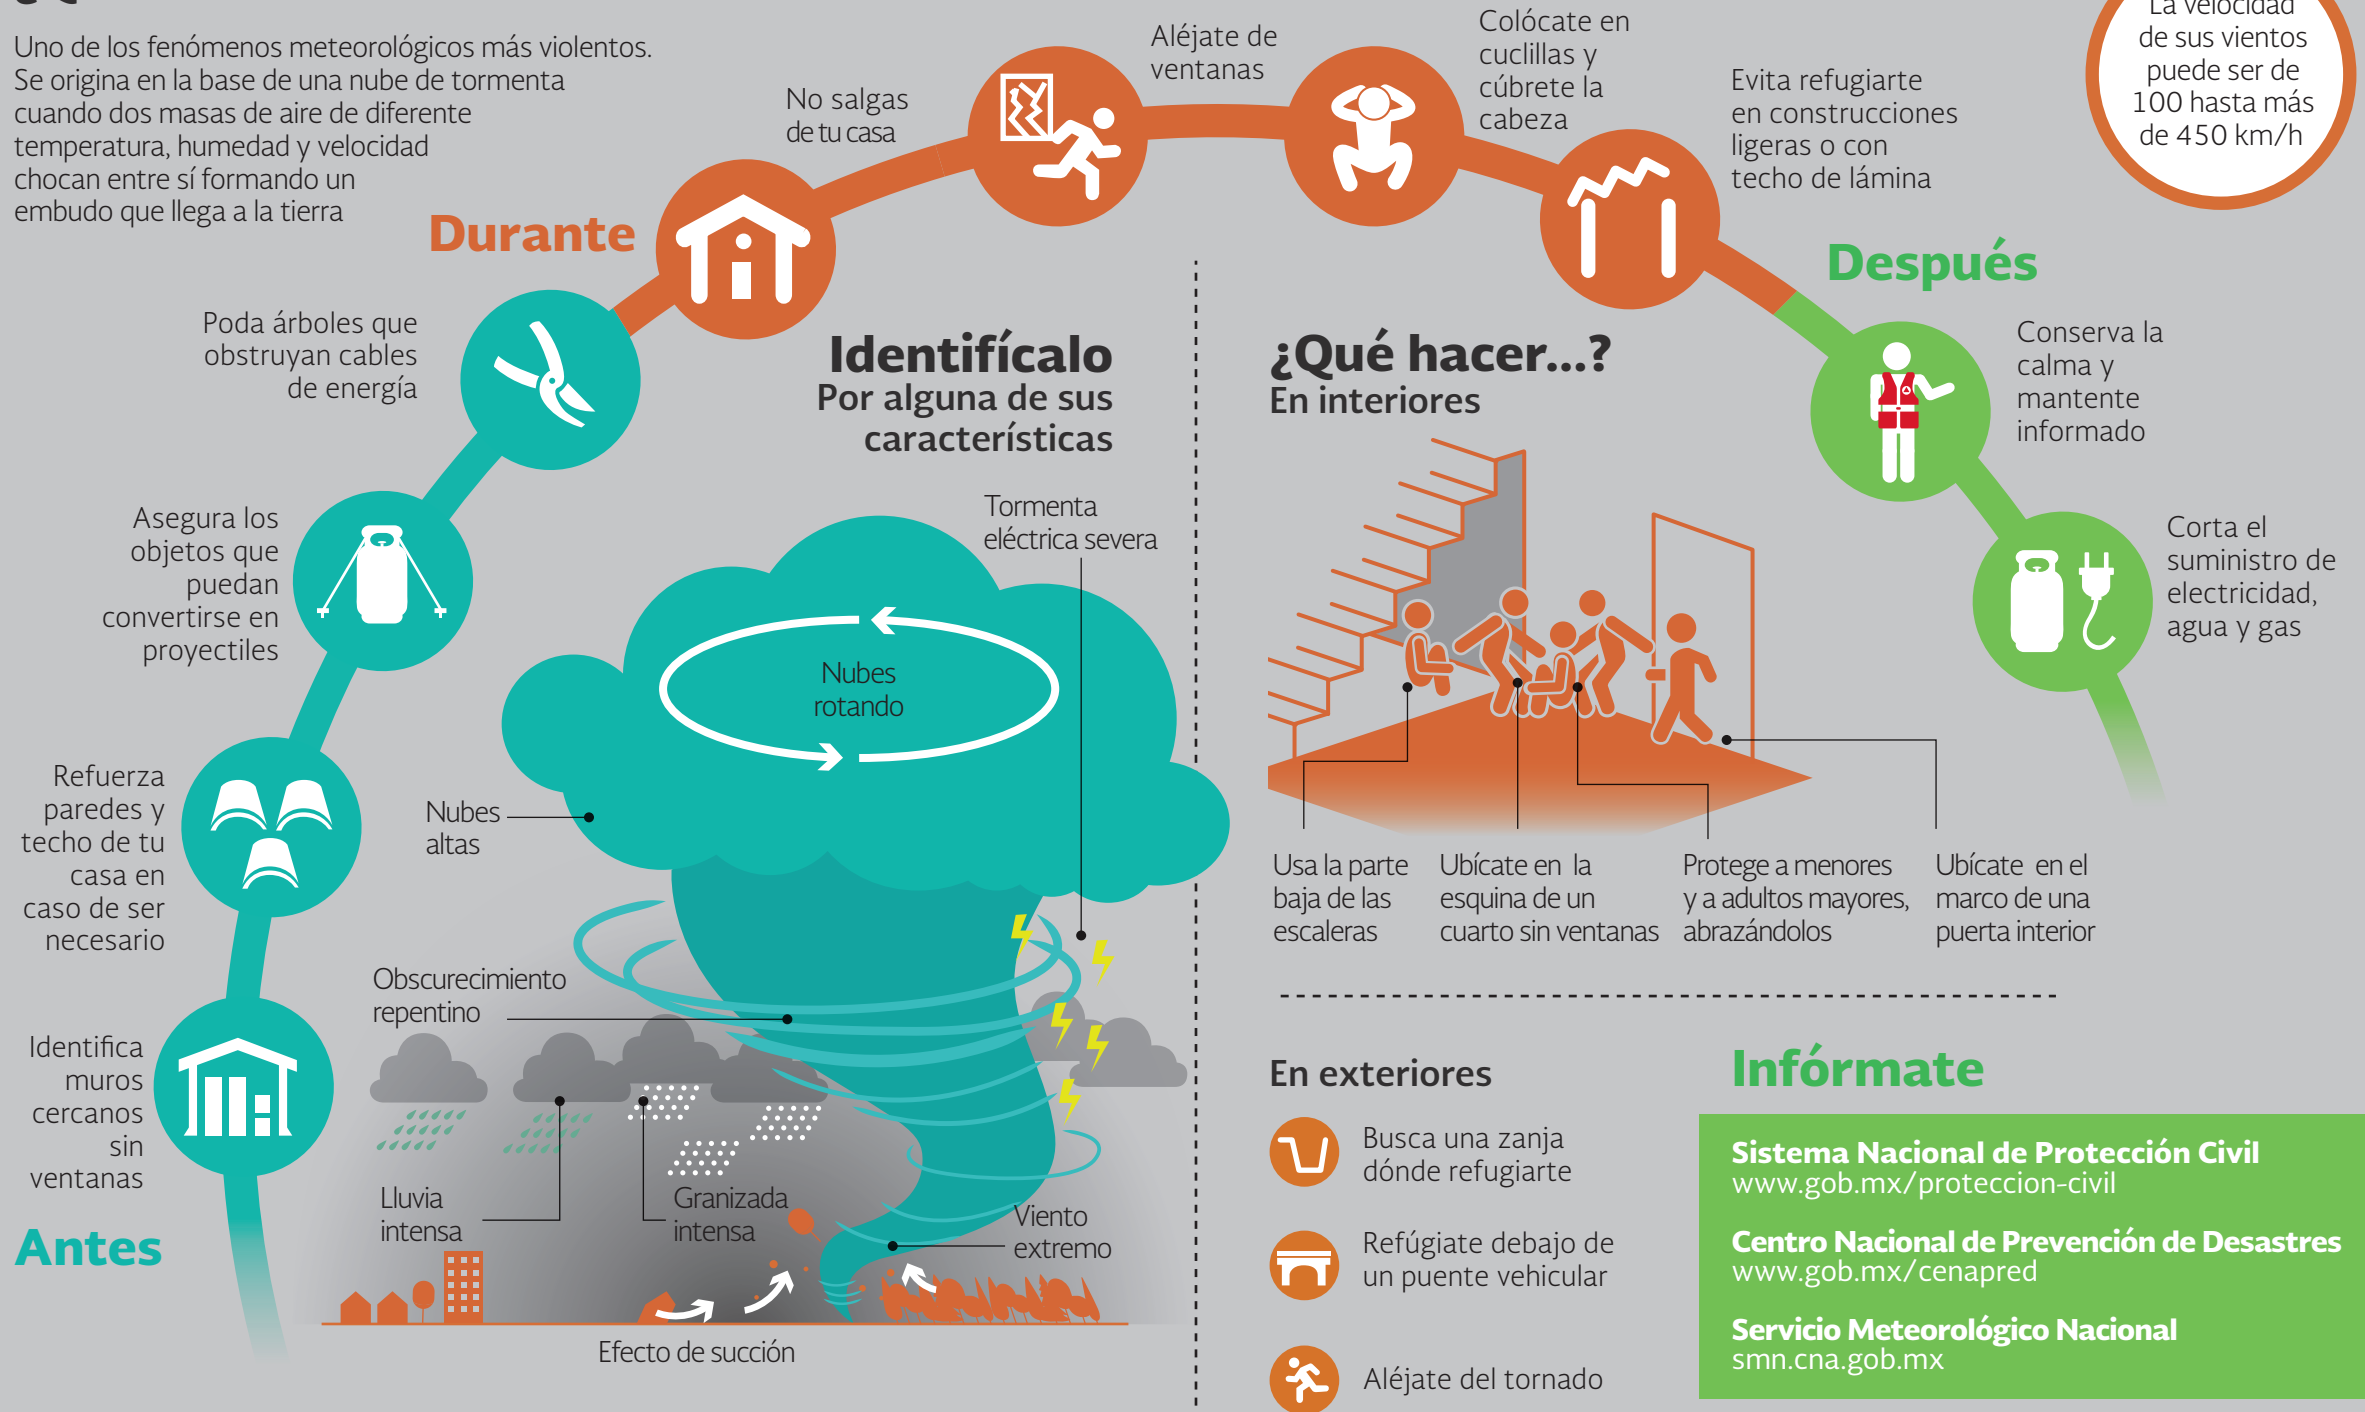 Uno de los fenómenos meteorológicos más violentos.
Se origina en la base de una nube de tormenta
cuando dos masas de aire de diferente
temperatura, humedad y velocidad
chocan entre sí formando un
embudo que llega a la tierra
La velocidad
de sus vientos
puede ser de
100 hasta más
de 450 km/h
Antes
Identifica
muros
cercanos
sin
ventanas
Refuerza
paredes y
techo de tu
casa en
caso de ser
necesario
Asegura los
objetos que
puedan
convertirse en
proyectiles
Poda árboles que
obstruyan cables
de energía
Durante
No salgas
de tu casa
Aléjate de
ventanas
Colócate en
cuclillas y
cúbrete la
cabeza
Evita refugiarte
en construcciones
ligeras o con
techo de lámina
Después
Conserva la
calma y
mantente
informado
Corta el
suministro de
electricidad,
agua y gas
Identifícalo
Por alguna de sus
características
Tormenta
eléctrica severa
Nubes
rotando
Nubes
altas
Obscurecimiento
repentino
Lluvia
intensa
Granizada
intensa
Viento
extremo
Efecto de succión
¿Qué hacer...?
En interiores
Usa la parte
baja de las
escaleras
Ubícate en la
esquina de un
cuarto sin ventanas
Protege a menores
y a adultos mayores,
abrazándolos
Ubícate en el
marco de una
puerta interior
En exteriores
Busca una zanja
dónde refugiarte
Refúgiate debajo de
un puente vehicular
Aléjate del tornado
Infórmate
Sistema Nacional de Protección Civil
www.gob.mx/proteccion-civil
Centro Nacional de Prevención de Desastres
www.gob.mx/cenapred
Servicio Meteorológico Nacional
smn.cna.gob.mx